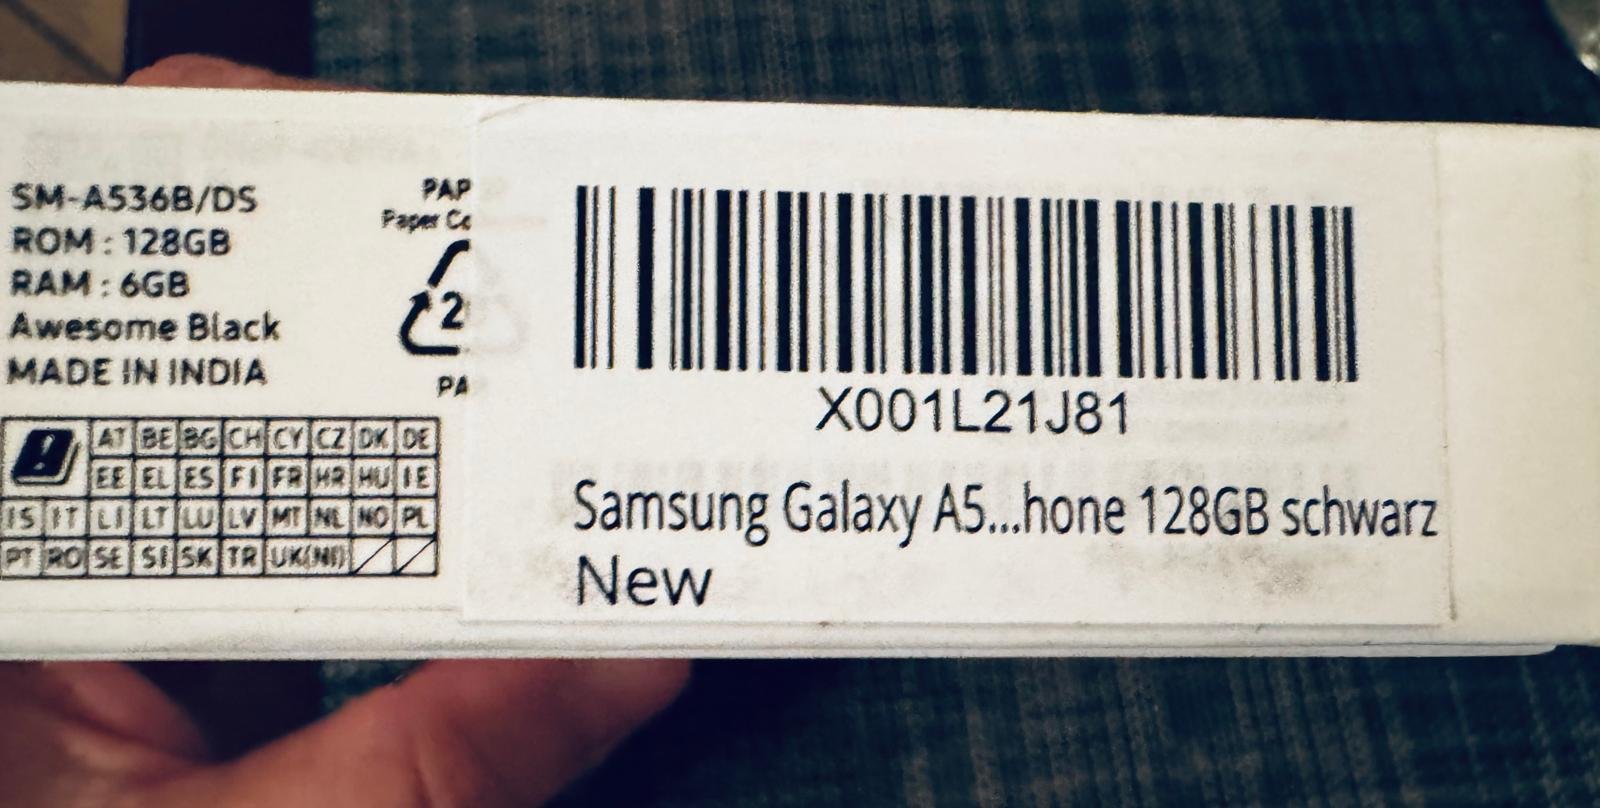 SM-A536B/DS
ROM : 128GB
RAM : 6GB
Awesome Black
MADE IN INDIA
PAP
Paper Co
2
PA
! AT BE BG CH CY CZ DK DE
EE EL ES FI FR HR HU IE
IS IT LI LT LU LV MT NL NO PL
PT RO SE SI SK TR UK(NI)
X001L21J81
Samsung Galaxy A5...hone 128GB schwarz
New